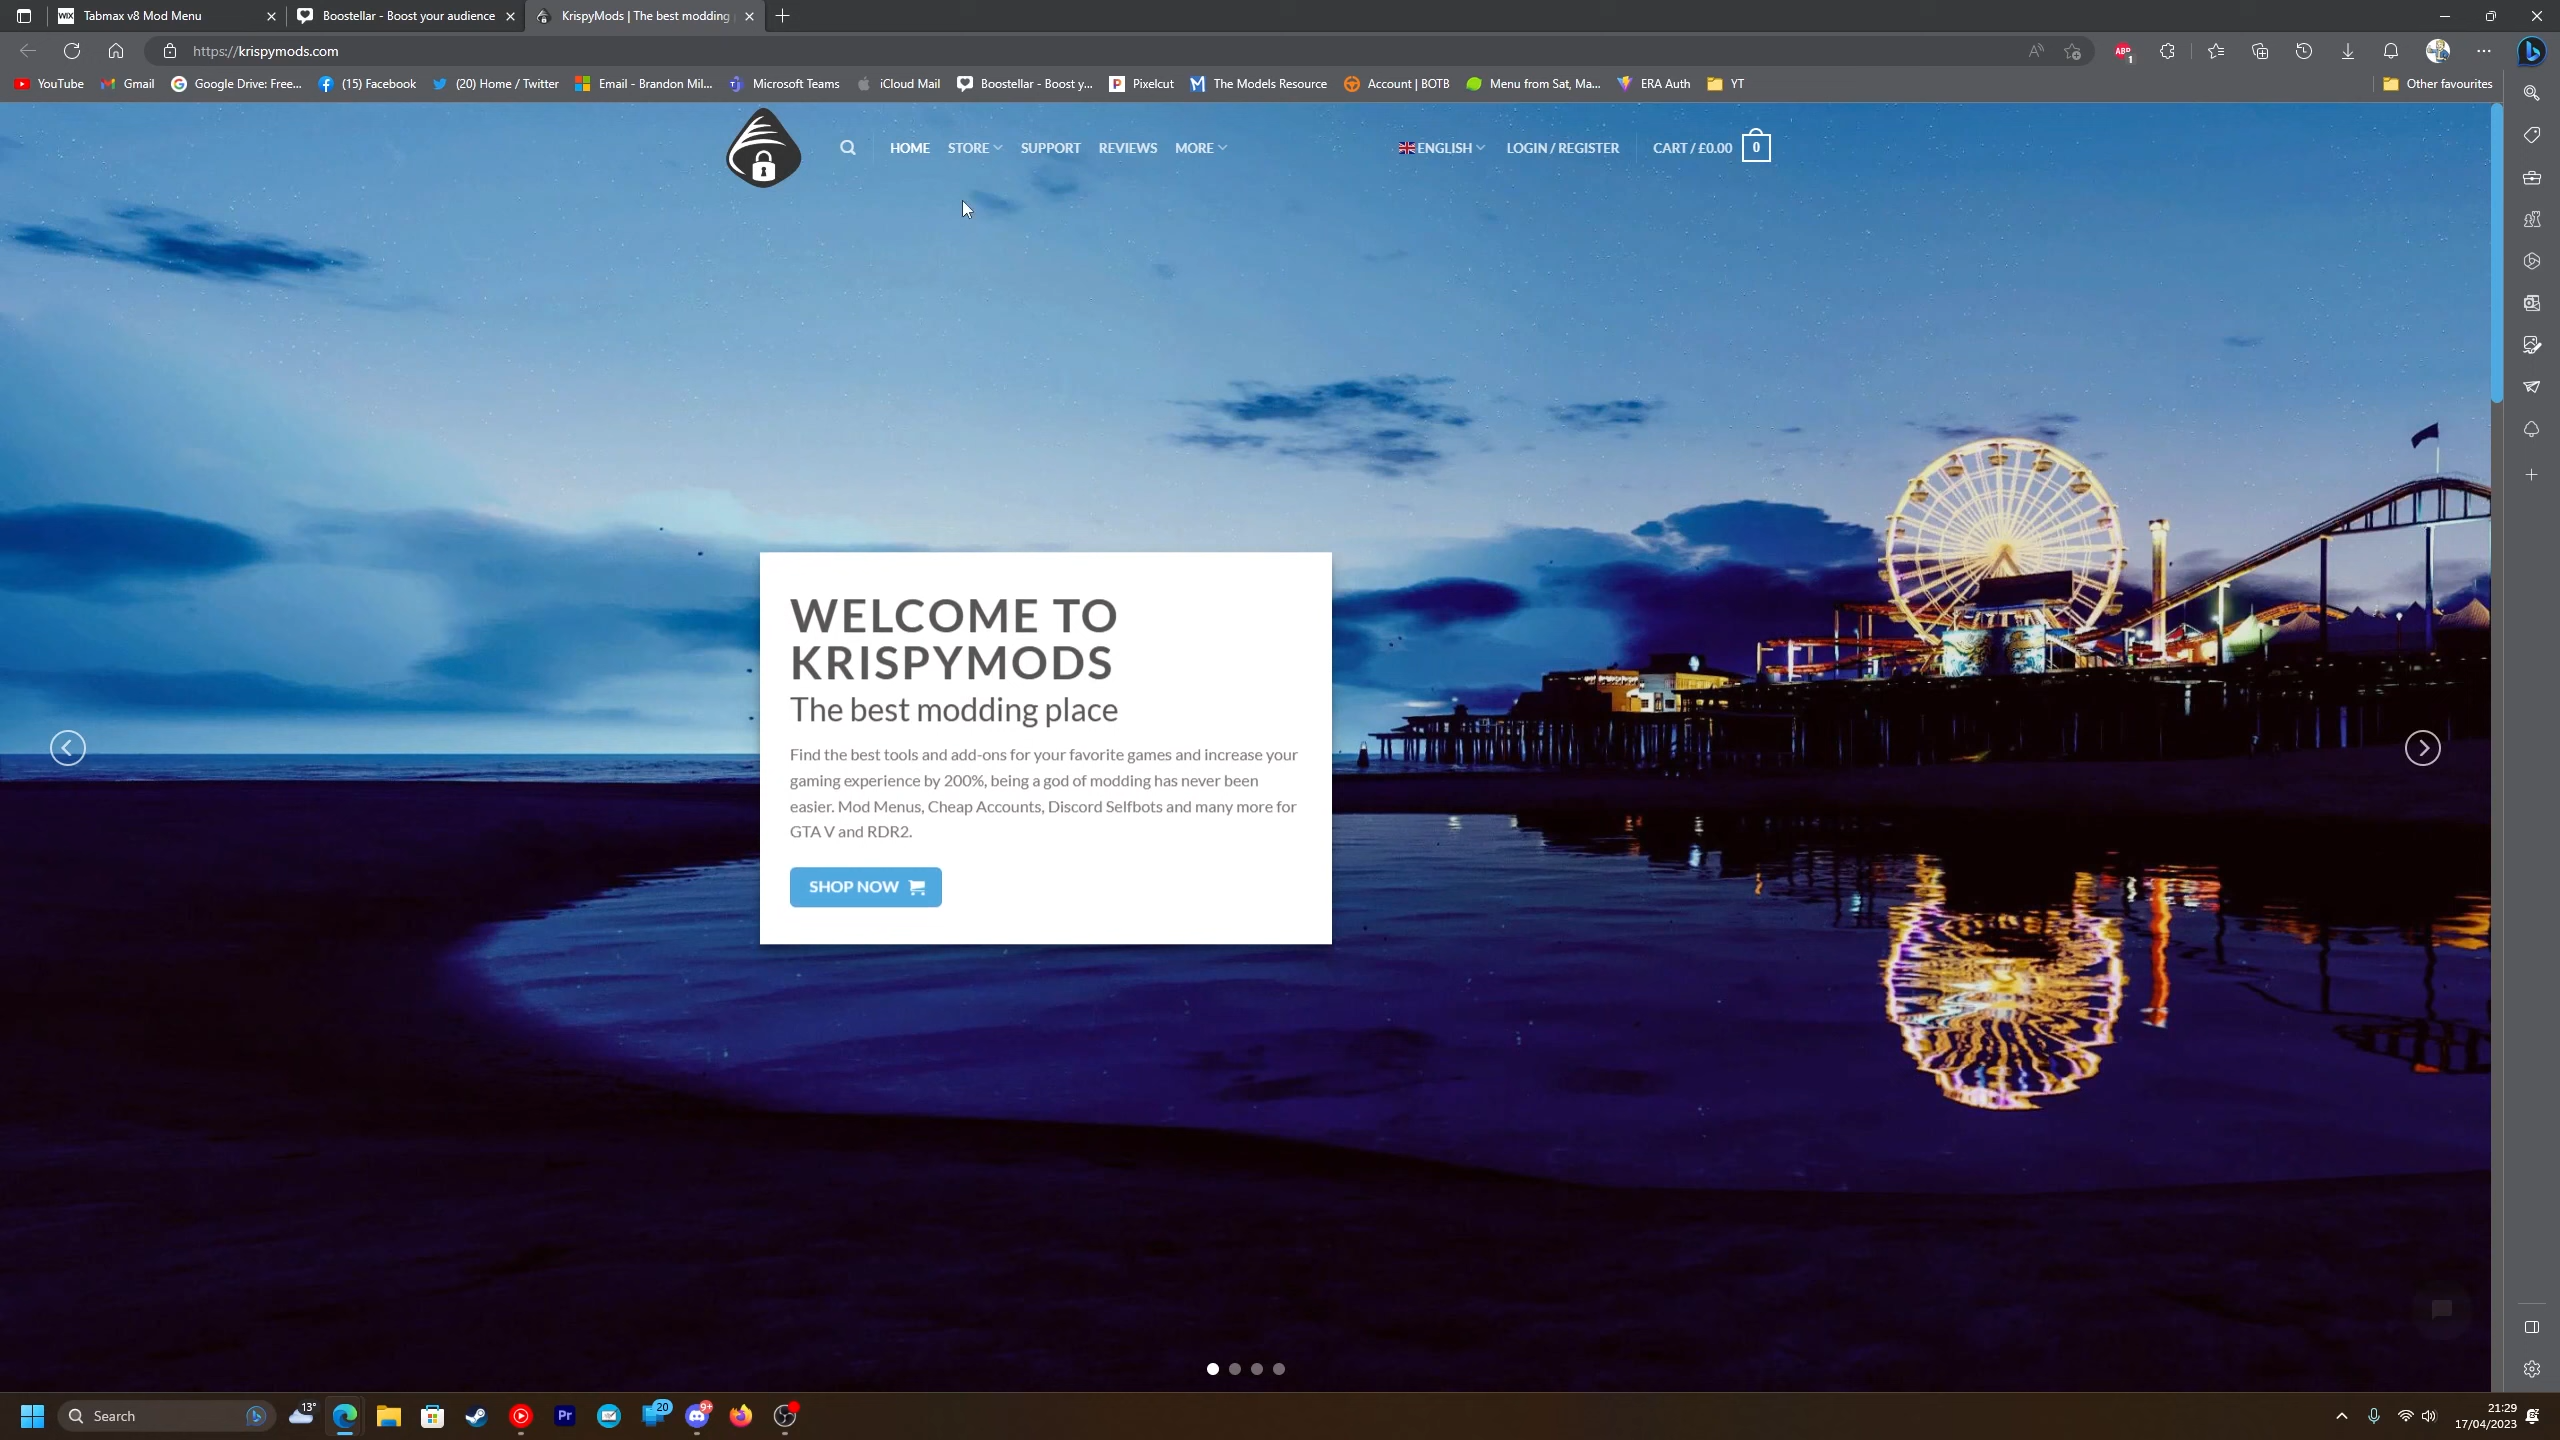 Tabmax v8 Mod Menu
Boostellar - Boost your audience
KrispyMods | The best modding
https://krispymods.com
ABP
1
YouTube
Gmail
Google Drive: Free...
(15) Facebook
(20) Home / Twitter
Email - Brandon Mil...
Microsoft Teams
iCloud Mail
Boostellar - Boost y...
Pixelcut
The Models Resource
Account | BOTB
Menu from Sat, Ma...
ERA Auth
YT
Other favourites
HOME
STORE
SUPPORT
REVIEWS
MORE
ENGLISH
LOGIN / REGISTER
CART / £0.00
0
WELCOME TO
KRISPYMODS
The best modding place
Find the best tools and add-ons for your favorite games and increase your
gaming experience by 200%, being a god of modding has never been
easier. Mod Menus, Cheap Accounts, Discord Selfbots and many more for
GTA V and RDR2.
SHOP NOW
Search
13°
Pr
20
9+
21:29
17/04/2023